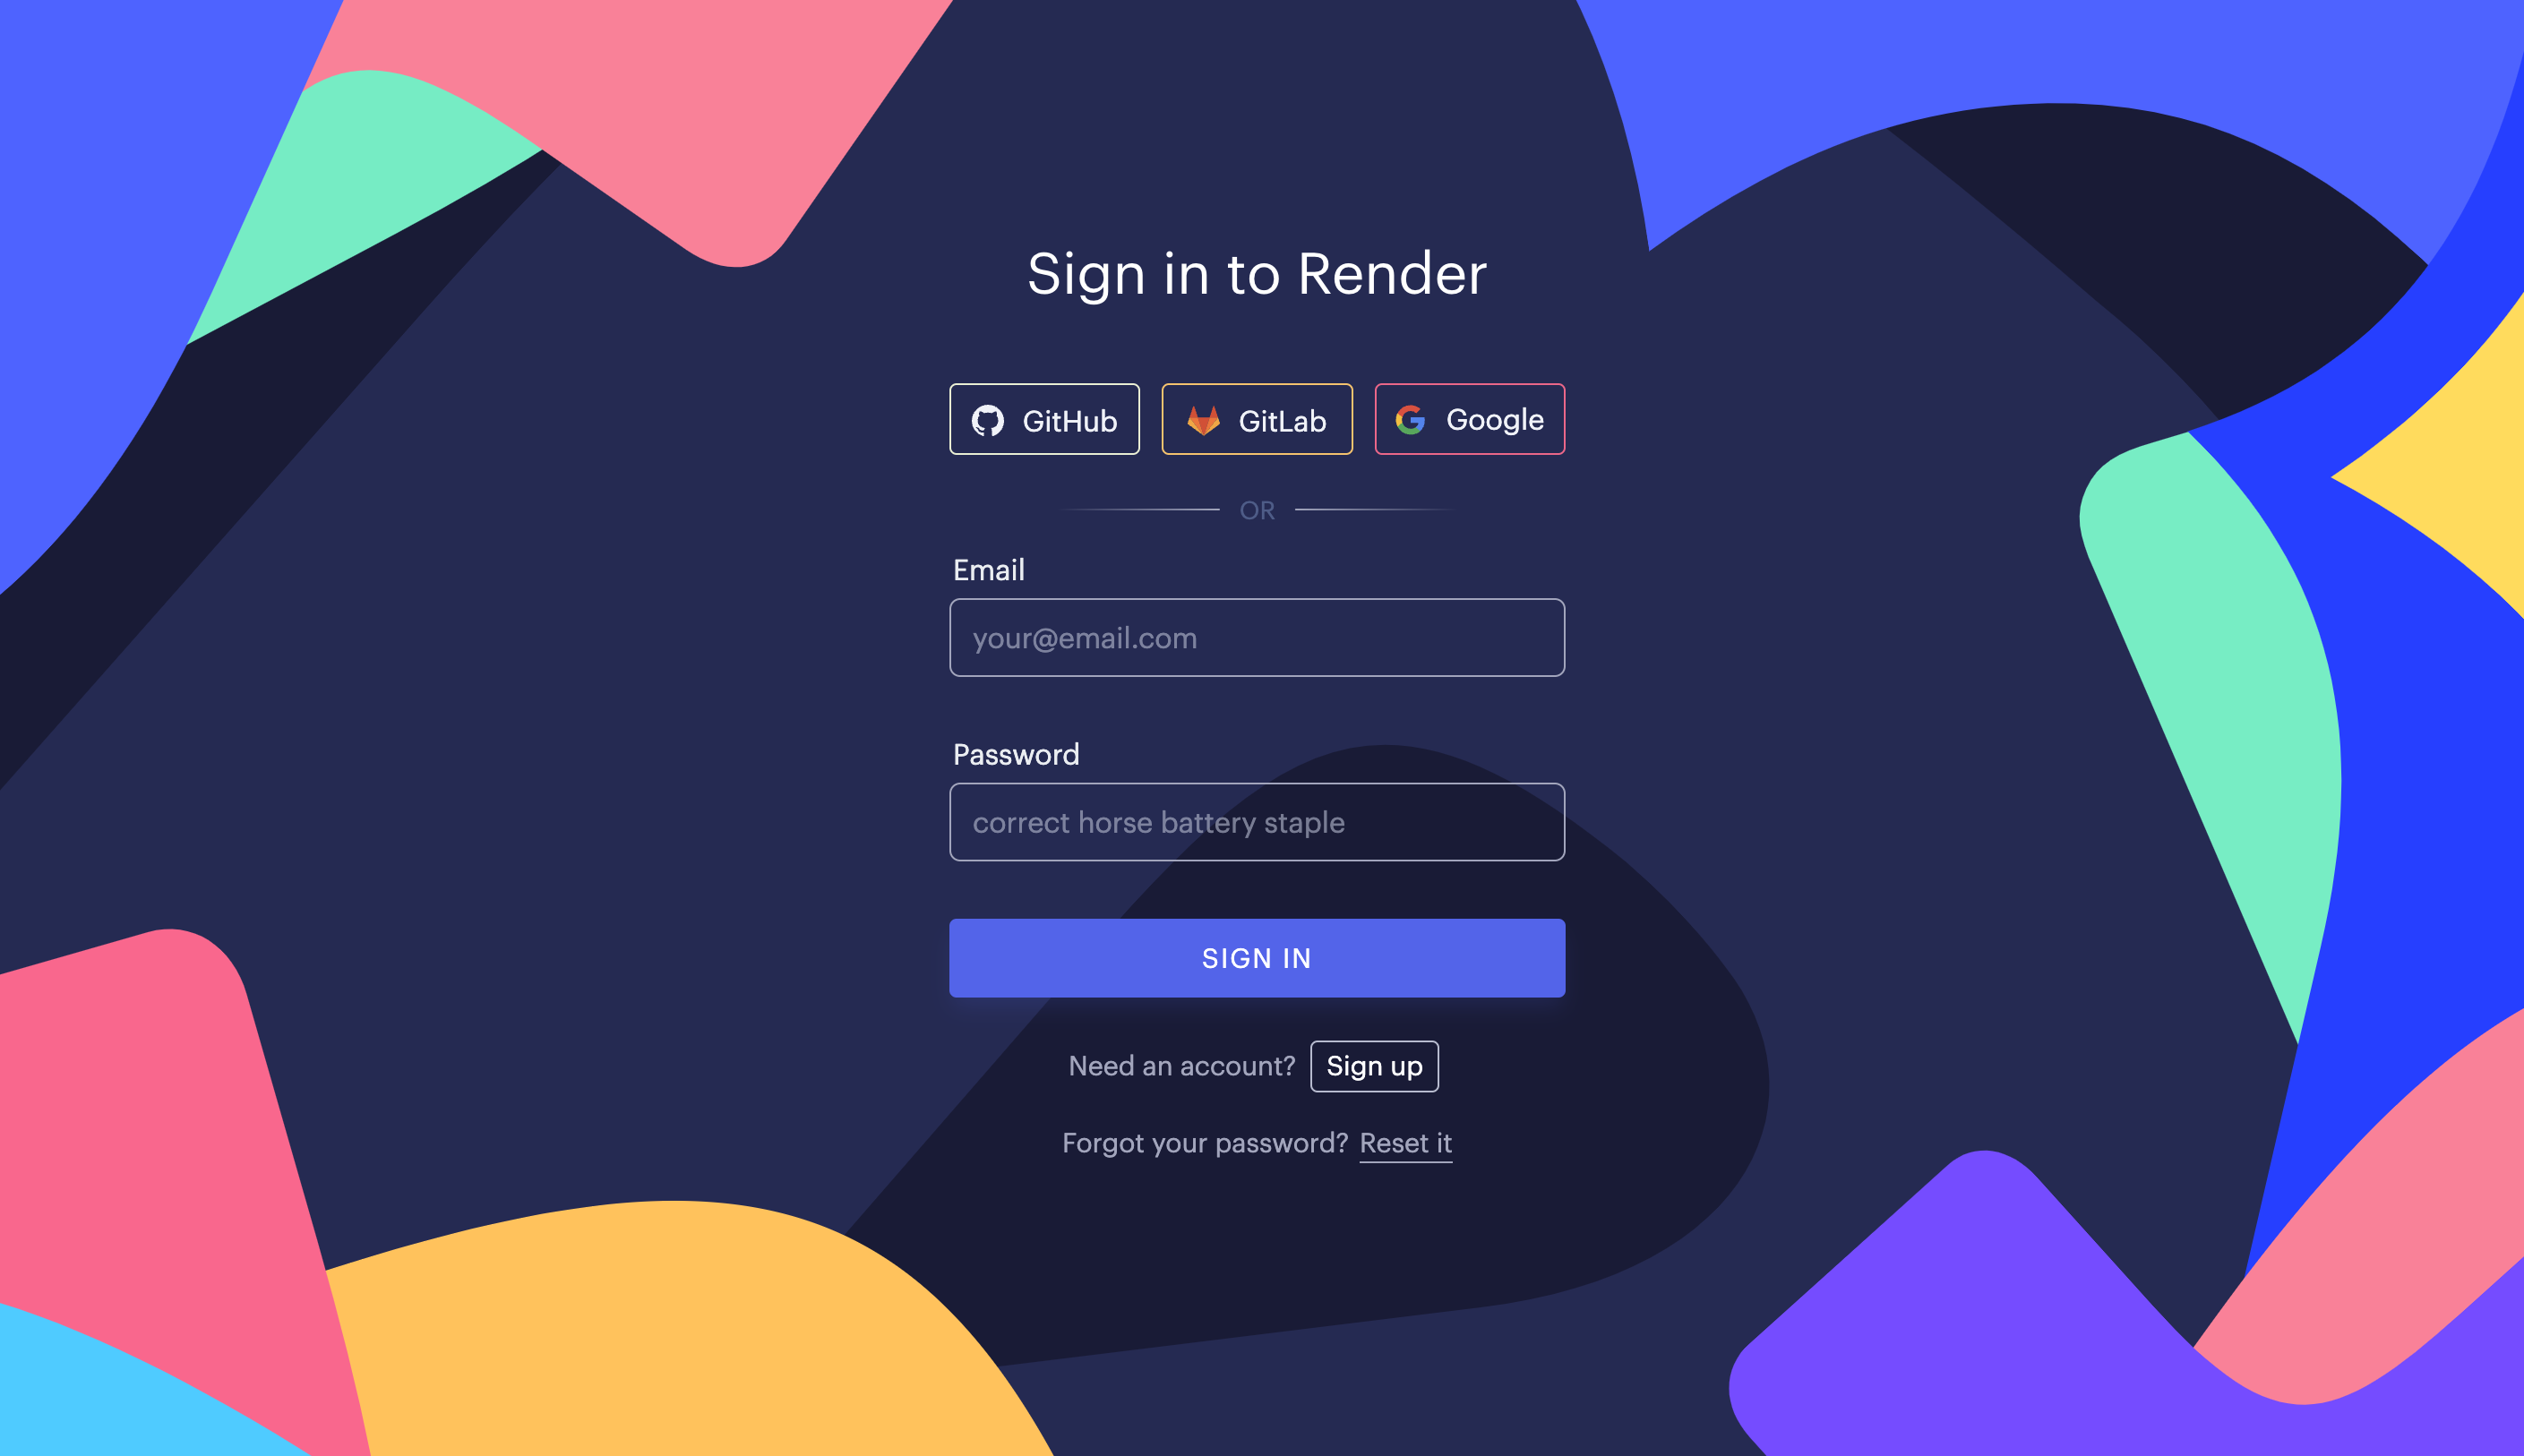 Sign in to Render
GitHub GitLab Google
OR
Email
your@email.com
Password
correct horse battery staple
SIGN IN
Need an account? Sign up
Forgot your password? Reset it